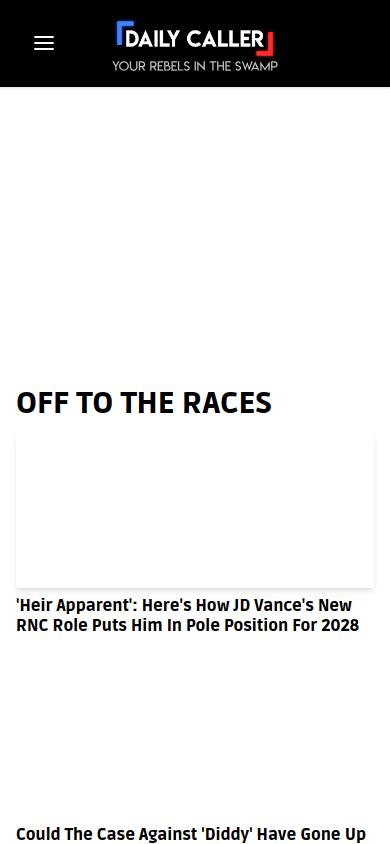 DAILY CALLER
YOUR REBELS IN THE SWAMP
OFF TO THE RACES
'Heir Apparent': Here's How JD Vance's New
RNC Role Puts Him In Pole Position For 2028
Could The Case Against 'Diddy' Have Gone Up